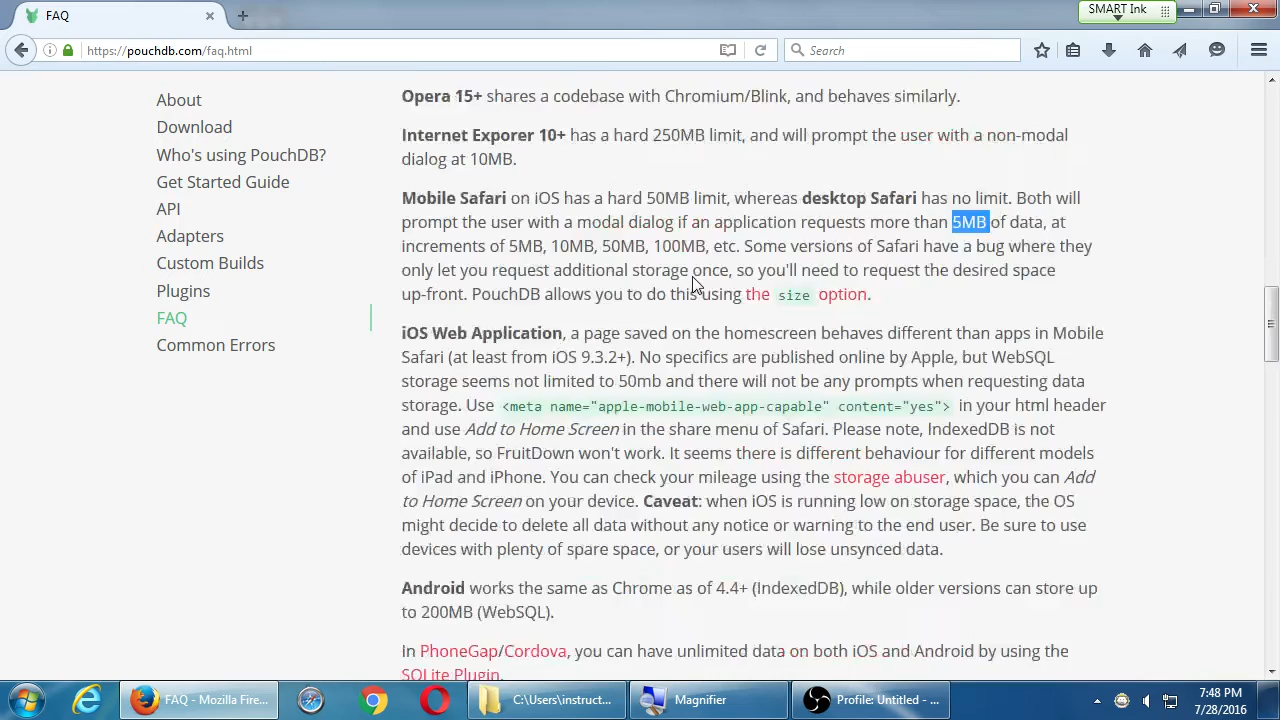 FAQ
SMART Ink
https://pouchdb.com/faq.html
Search
About
Download
Who's using PouchDB?
Get Started Guide
API
Adapters
Custom Builds
Plugins
FAQ
Common Errors
Opera 15+ shares a codebase with Chromium/Blink, and behaves similarly.
Internet Exporer 10+ has a hard 250MB limit, and will prompt the user with a non-modal
dialog at 10MB.
Mobile Safari on iOS has a hard 50MB limit, whereas desktop Safari has no limit. Both will
prompt the user with a modal dialog if an application requests more than 5MB of data, at
increments of 5MB, 10MB, 50MB, 100MB, etc. Some versions of Safari have a bug where they
only let you request additional storage once, so you'll need to request the desired space
up-front. PouchDB allows you to do this using the size option.
iOS Web Application, a page saved on the homescreen behaves different than apps in Mobile
Safari (at least from iOS 9.3.2+). No specifics are published online by Apple, but WebSQL
storage seems not limited to 50mb and there will not be any prompts when requesting data
storage. Use <meta name="apple-mobile-web-app-capable" content="yes"> in your html header
and use Add to Home Screen in the share menu of Safari. Please note, IndexedDB is not
available, so FruitDown won't work. It seems there is different behaviour for different models
of iPad and iPhone. You can check your mileage using the storage abuser, which you can Add
to Home Screen on your device. Caveat: when iOS is running low on storage space, the OS
might decide to delete all data without any notice or warning to the end user. Be sure to use
devices with plenty of spare space, or your users will lose unsynced data.
Android works the same as Chrome as of 4.4+ (IndexedDB), while older versions can store up
to 200MB (WebSQL).
In PhoneGap/Cordova, you can have unlimited data on both iOS and Android by using the
SQLite Plugin.
FAQ - Mozilla Fire...
C:\Users\instruct...
Magnifier
Profile: Untitled - ...
7:48 PM
7/28/2016